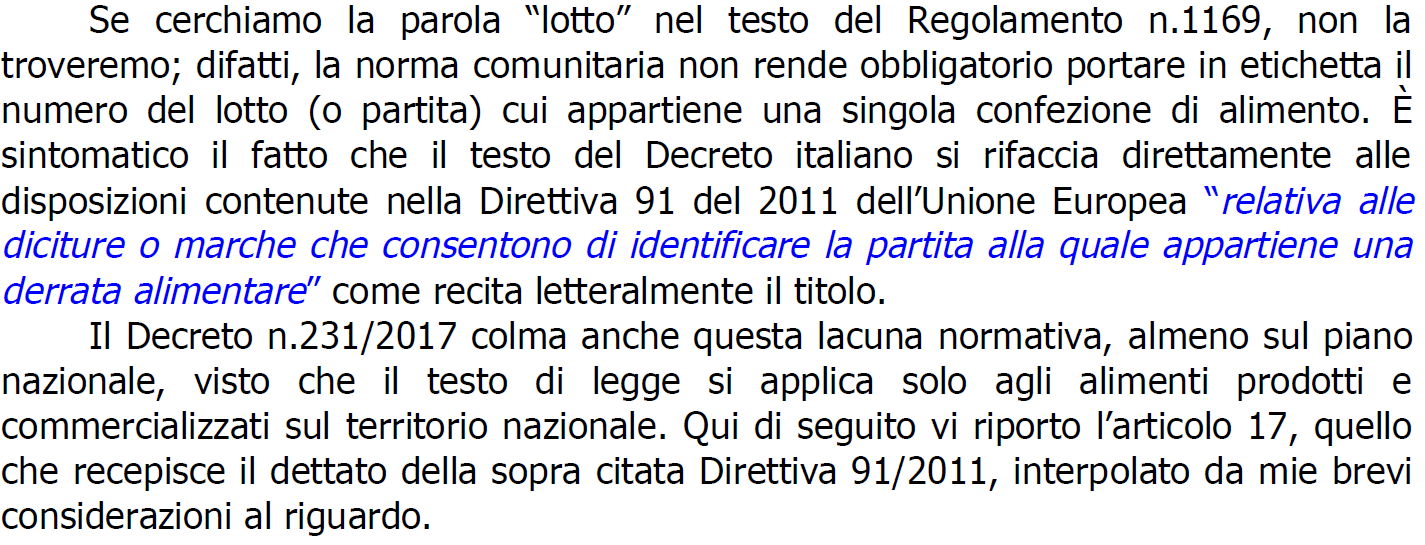 Se cerchiamo la parola “lotto” nel testo del Regolamento n.1169, non la
troveremo; difatti, la norma comunitaria non rende obbligatorio portare in etichetta il
numero del lotto (o partita) cui appartiene una singola confezione di alimento. È
sintomatico il fatto che il testo del Decreto italiano si rifaccia direttamente alle
disposizioni contenute nella Direttiva 91 del 2011 dell’Unione Europea “relativa alle
diciture o marche che consentono di identificare la partita alla quale appartiene una
derrata alimentare” come recita letteralmente il titolo.
Il Decreto n.231/2017 colma anche questa lacuna normativa, almeno sul piano
nazionale, visto che il testo di legge si applica solo agli alimenti prodotti e
commercializzati sul territorio nazionale. Qui di seguito vi riporto l’articolo 17, quello
che recepisce il dettato della sopra citata Direttiva 91/2011, interpolato da mie brevi
considerazioni al riguardo.